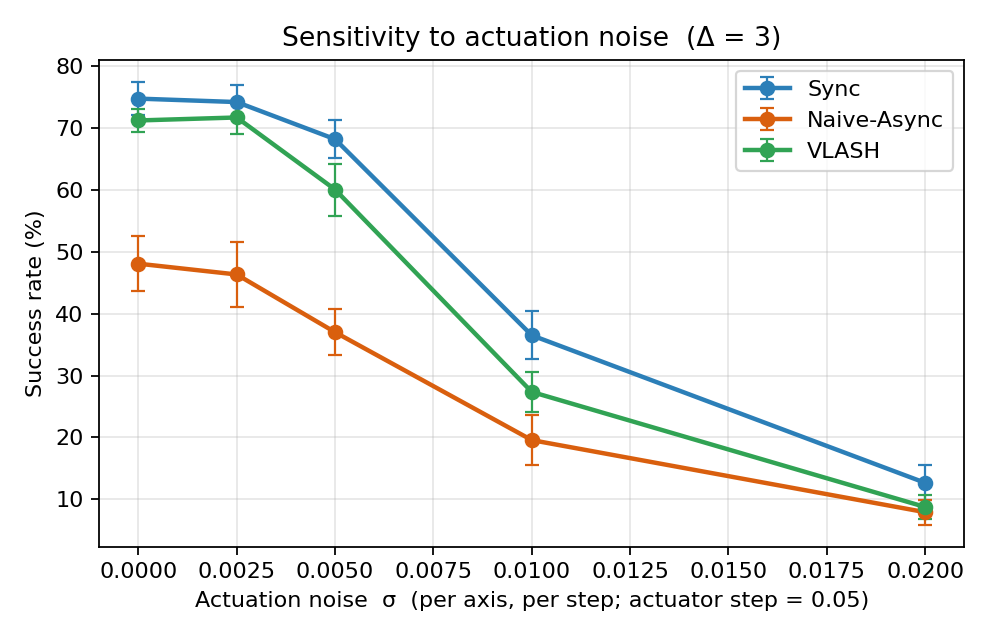 Sensitivity to actuation noise (Δ = 3)
Sync
Naive-Async
VLASH
Success rate (%)
80
70
60
50
40
30
20
10
0.0000 0.0025 0.0050 0.0075 0.0100 0.0125 0.0150 0.0175 0.0200
Actuation noise σ (per axis, per step; actuator step = 0.05)